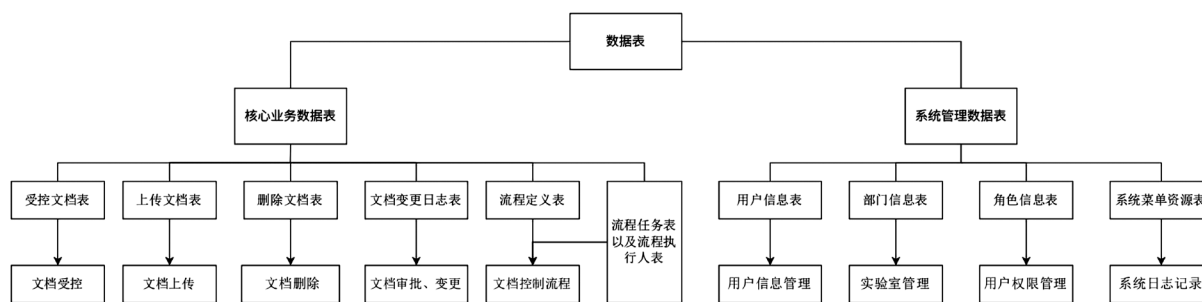 数据表
核心业务数据表
系统管理数据表
受控文档表
上传文档表
删除文档表
文档变更日志表
流程定义表
流程任务表
以及流程执
行人表
用户信息表
部门信息表
角色信息表
系统菜单资源表
文档受控
文档上传
文档删除
文档审批、变更
文档控制流程
用户信息管理
实验室管理
用户权限管理
系统日志记录